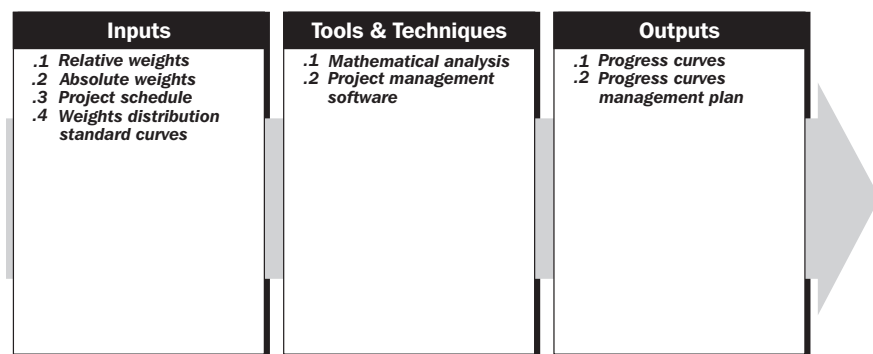 Inputs
.1 Relative weights
.2 Absolute weights
.3 Project schedule
.4 Weights distribution
standard curves
Tools & Techniques
.1 Mathematical analysis
.2 Project management
software
Outputs
.1 Progress curves
.2 Progress curves
management plan